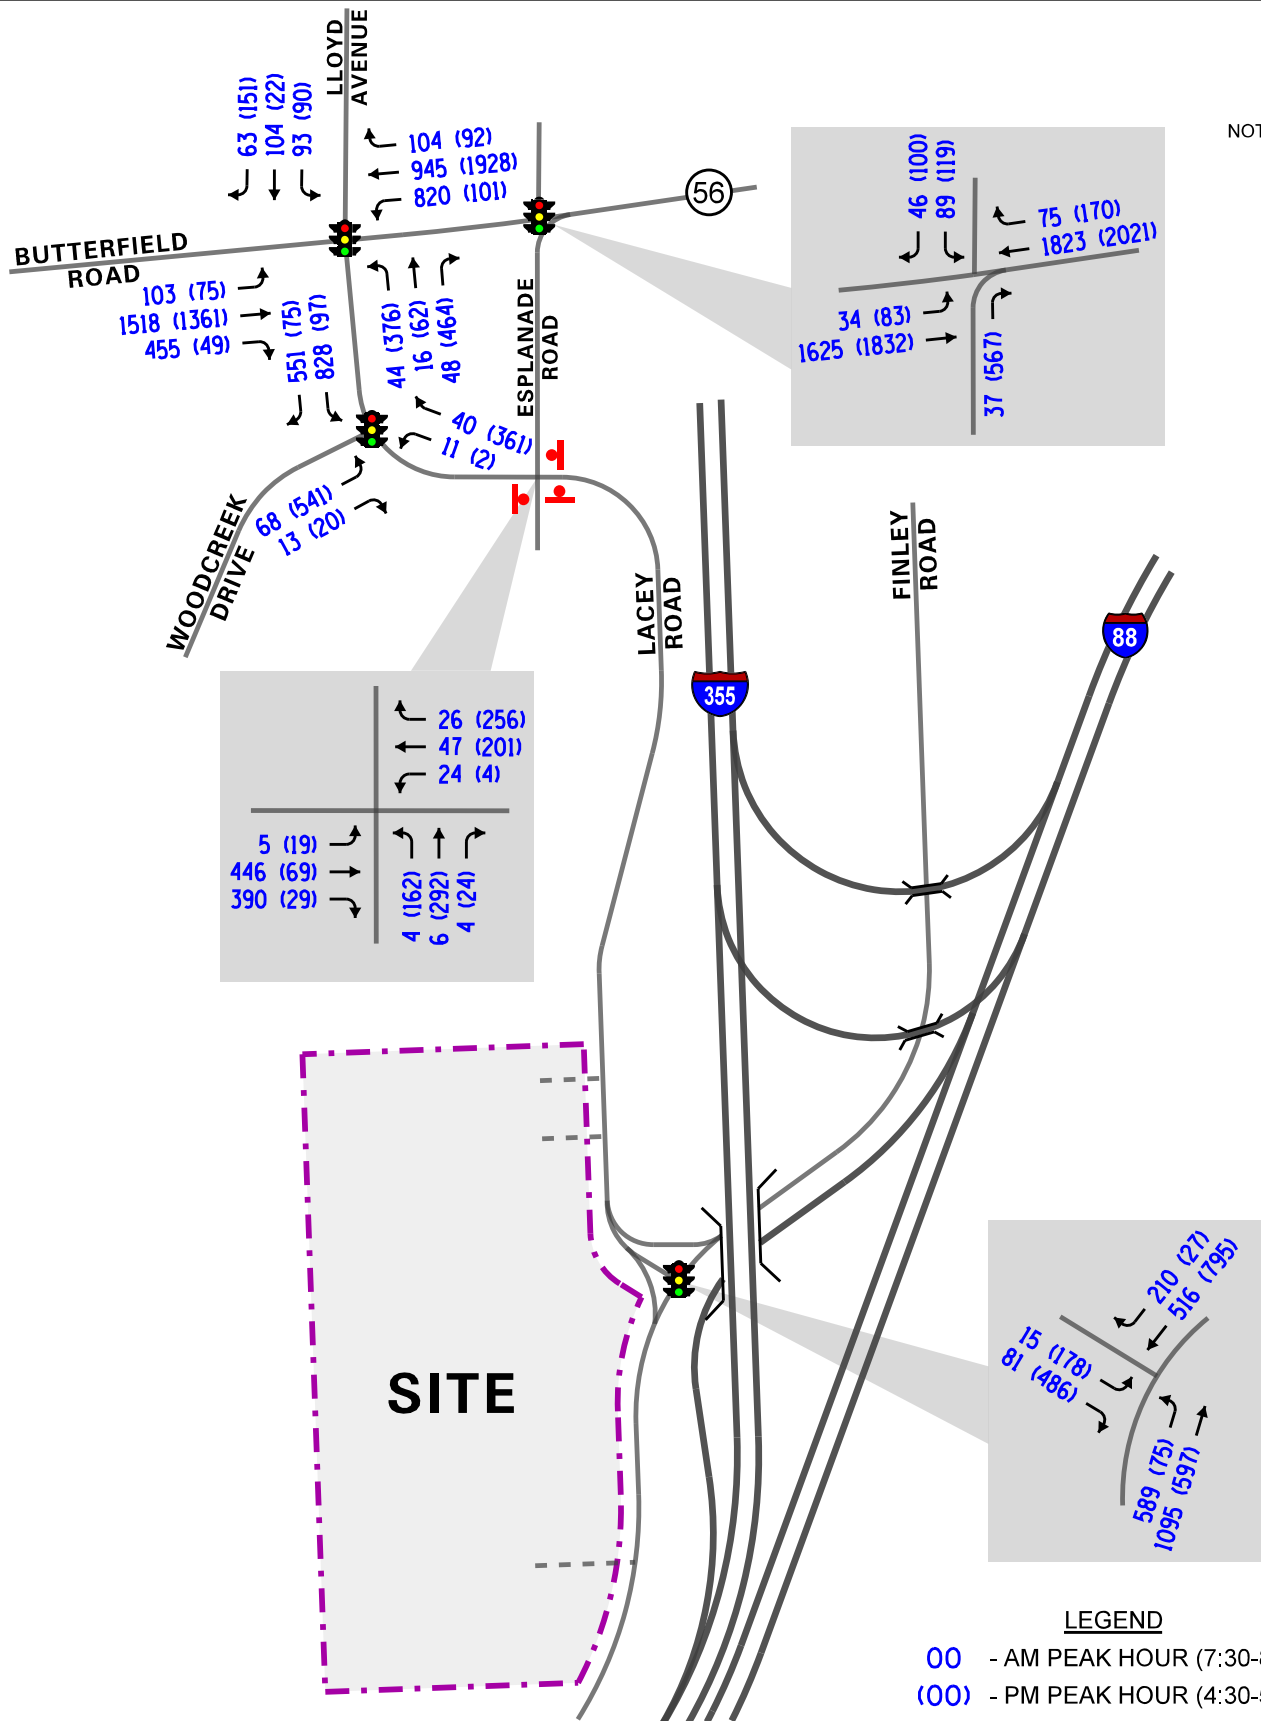 LLOYD
AVENUE
63 (151)
104 (22)
93 (90)
104 (92)
945 (1928)
820 (101)
56
NOT
BUTTERFIELD
ROAD
103 (75)
1518 (1361)
455 (49)
551 (75)
828 (97)
44 (376)
16 (62)
48 (464)
ESPLANADE
ROAD
46 (100)
89 (119)
75 (170)
1823 (2021)
34 (83)
1625 (1832)
37 (567)
40 (361)
11 (2)
68 (541)
13 (20)
WOODCREEK
DRIVE
LACEY
ROAD
FINLEY
ROAD
88
355
26 (256)
47 (201)
24 (4)
5 (19)
446 (69)
390 (29)
4 (162)
6 (292)
4 (24)
210 (27)
516 (795)
15 (178)
81 (486)
589 (75)
1095 (597)
SITE
LEGEND
00 - AM PEAK HOUR (7:30-
(00) - PM PEAK HOUR (4:30-